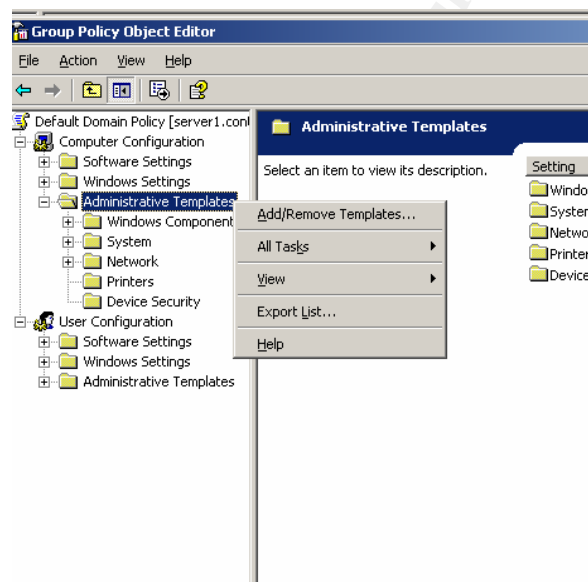 Group Policy Object Editor
File Action View Help
Default Domain Policy [server1.con
Computer Configuration
Software Settings
Windows Settings
Administrative Templates
Windows Component
System
Network
Printers
Device Security
User Configuration
Software Settings
Windows Settings
Administrative Templates
Add/Remove Templates...
All Tasks
View
Export List...
Help
Administrative Templates
Select an item to view its description.
Setting
Windo
System
Netwo
Printer
Device